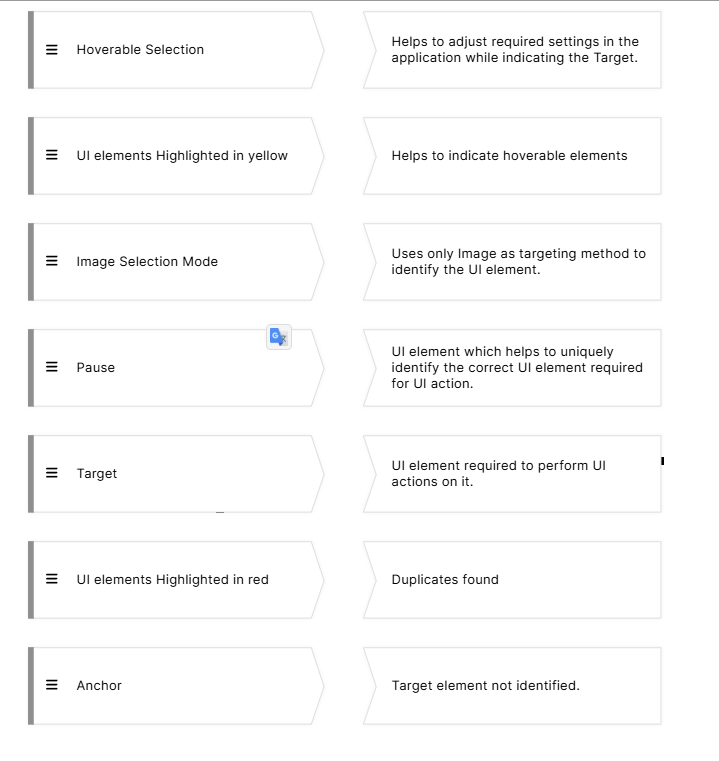 Hoverable Selection
Helps to adjust required settings in the
application while indicating the Target.
UI elements Highlighted in yellow
Helps to indicate hoverable elements
Image Selection Mode
Uses only Image as targeting method to
identify the UI element.
Pause
UI element which helps to uniquely
identify the correct UI element required
for UI action.
Target
UI element required to perform UI
actions on it.
UI elements Highlighted in red
Duplicates found
Anchor
Target element not identified.